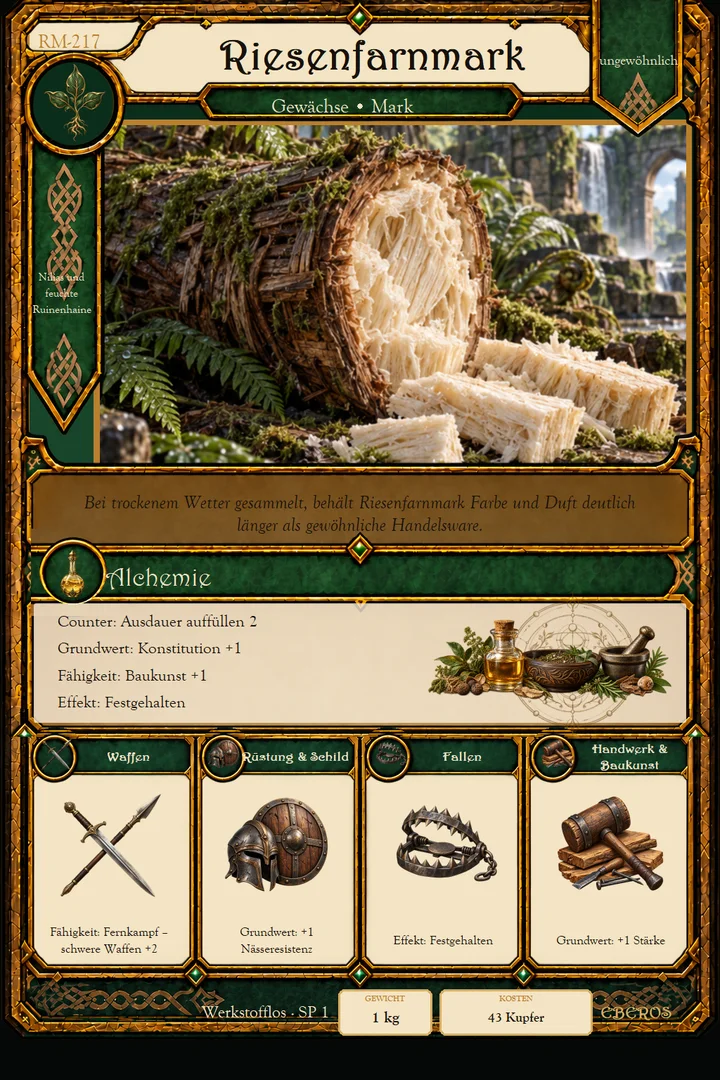 RM-217
Riesenfarnmark
ungewöhnlich
Gewächse • Mark
feuchte
Ruinenhaine
Bei trockenem Wetter gesammelt, behält Riesenfarnmark Farbe und Duft deutlich
länger als gewöhnliche Handelsware.
Alchemie
Counter: Ausdauer auffüllen 2
Grundwert: Konstitution +1
Fähigkeit: Baukunst +1
Effekt: Festgehalten
Waffen
Rüstung & Schild
Fallen
Handwerk &
Baukunst
Fähigkeit: Fernkampf –
schwere Waffen +2
Grundwert: +1
Nässeresistenz
Effekt: Festgehalten
Grundwert: +1 Stärke
Werkstofflos · SP 1
GEWICHT
1 kg
KOSTEN
43 Kupfer
EBEROS